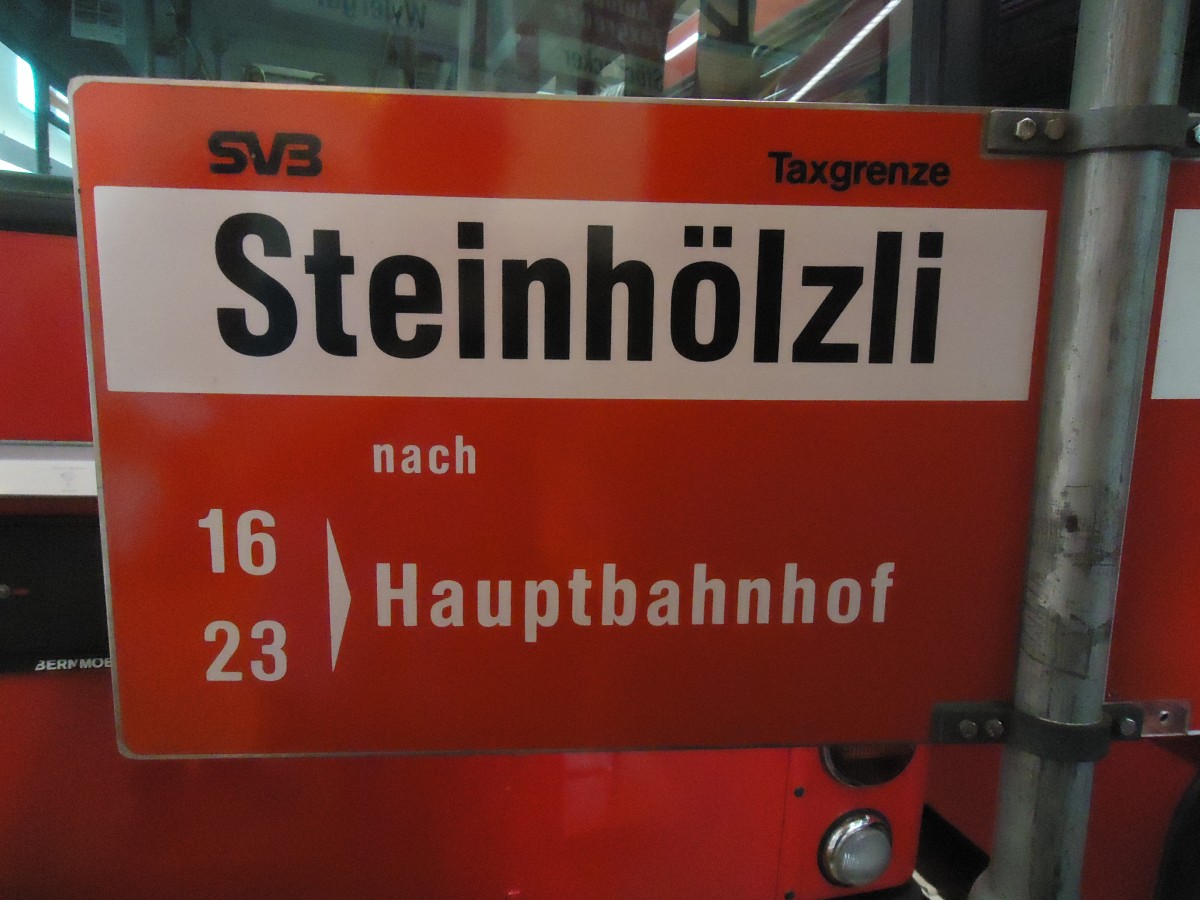 SVB
Taxgrenze
Steinhölzli
nach
16
23
Hauptbahnhof